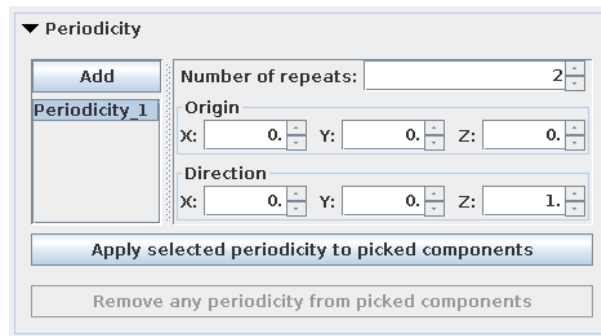 Periodicity
Add
Number of repeats: 2
Periodicity_1
Origin
X: 0. Y: 0. Z: 0.
Direction
X: 0. Y: 0. Z: 1.
Apply selected periodicity to picked components
Remove any periodicity from picked components